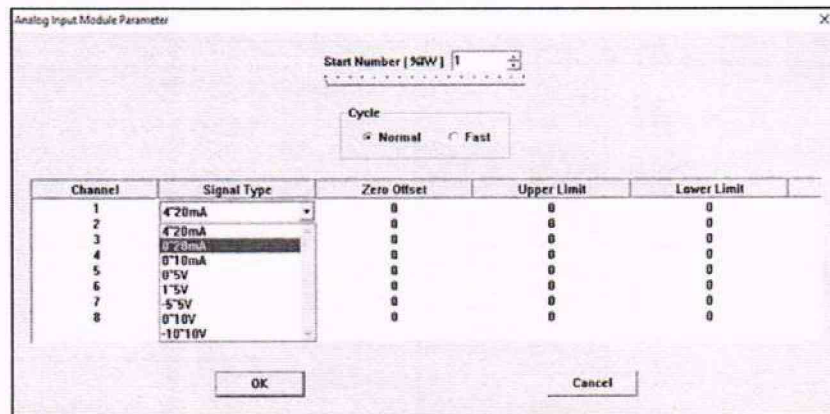 Analog Input Module Parameter
Start Number ( %IW ) 1
Cycle
Normal Fast
Channel Signal Type Zero Offset Upper Limit Lower Limit
1 4~20mA 0 0 0
2 4~20mA 0 0 0
3 0~20mA 0 0 0
4 0~10mA 0 0 0
5 0~5V 0 0 0
6 1~5V 0 0 0
7 -5~5V 0 0 0
8 0~10V 0 0 0
-10~10V
OK Cancel